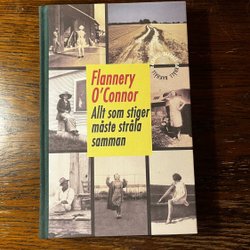 Flannery
O'Connor
Allt som stiger
måste stråla
samman